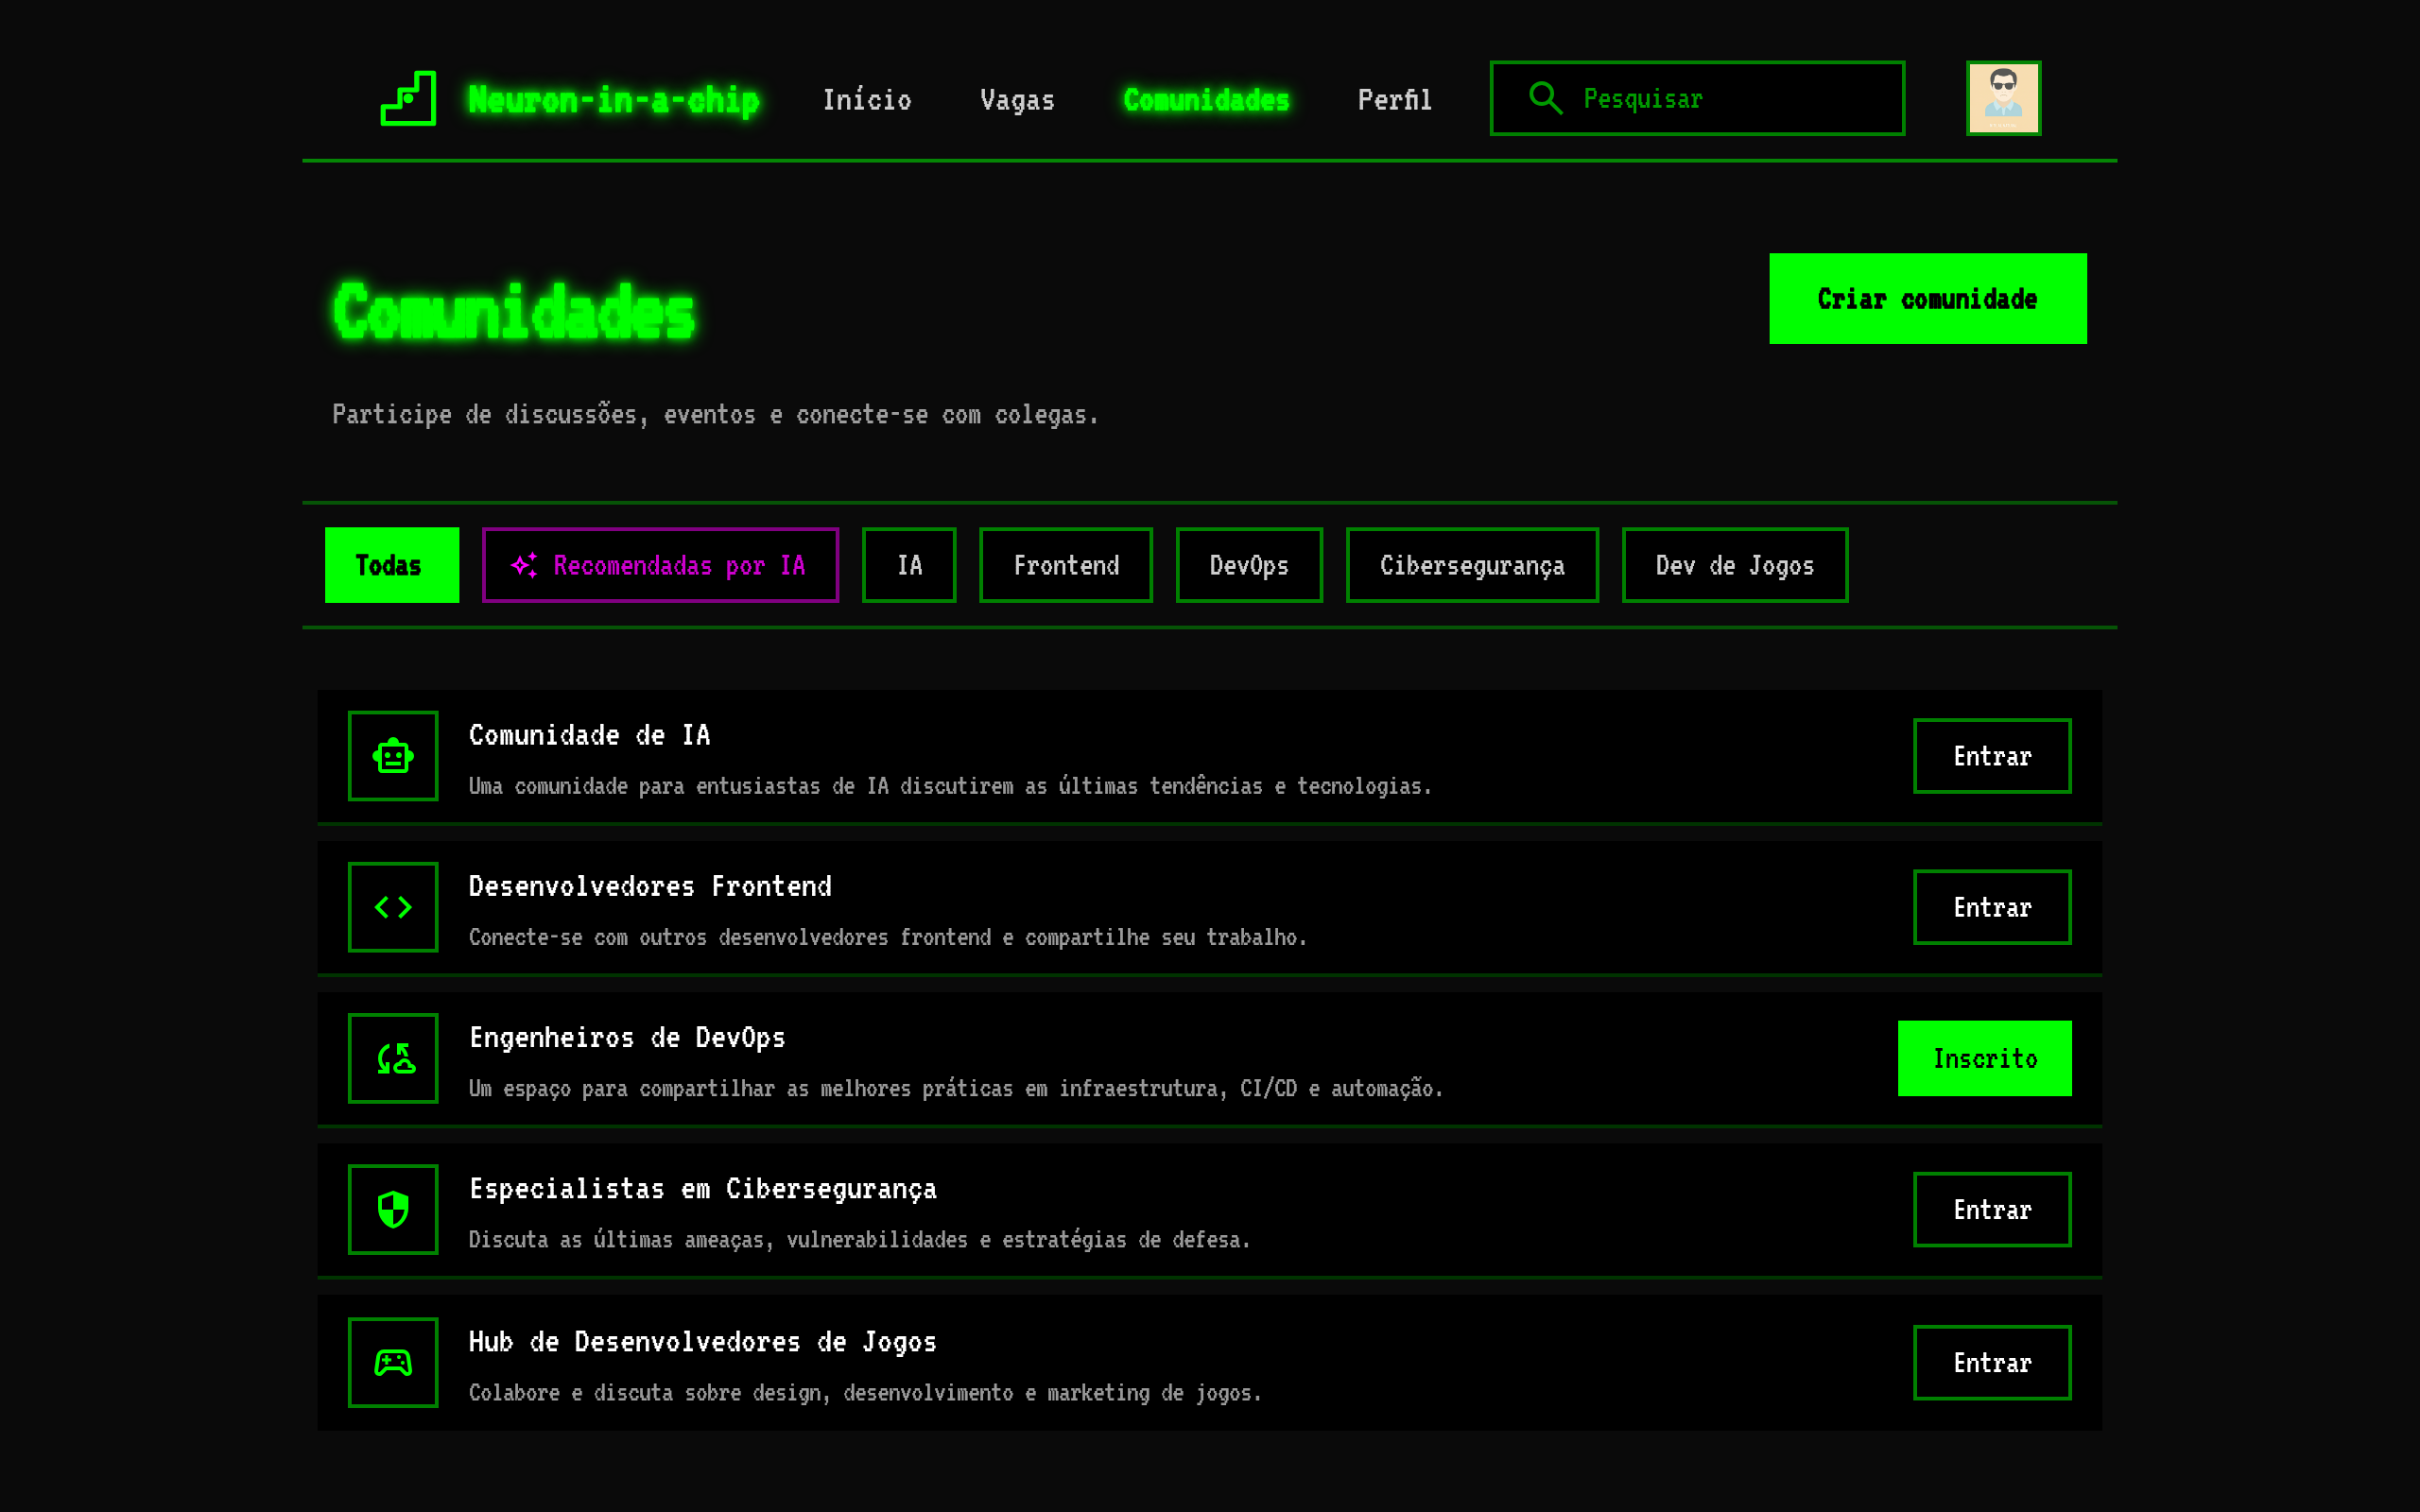 Neuron-in-a-chip Início Vagas Comunidades Perfil Pesquisar
Comunidades
Criar comunidade
Participe de discussões, eventos e conecte-se com colegas.
Todas Recomendadas por IA IA Frontend DevOps Cibersegurança Dev de Jogos
Comunidade de IA
Uma comunidade para entusiastas de IA discutirem as últimas tendências e tecnologias.
Entrar
Desenvolvedores Frontend
Conecte-se com outros desenvolvedores frontend e compartilhe seu trabalho.
Entrar
Engenheiros de DevOps
Um espaço para compartilhar as melhores práticas em infraestrutura, CI/CD e automação.
Inscrito
Especialistas em Cibersegurança
Discuta as últimas ameaças, vulnerabilidades e estratégias de defesa.
Entrar
Hub de Desenvolvedores de Jogos
Colabore e discuta sobre design, desenvolvimento e marketing de jogos.
Entrar